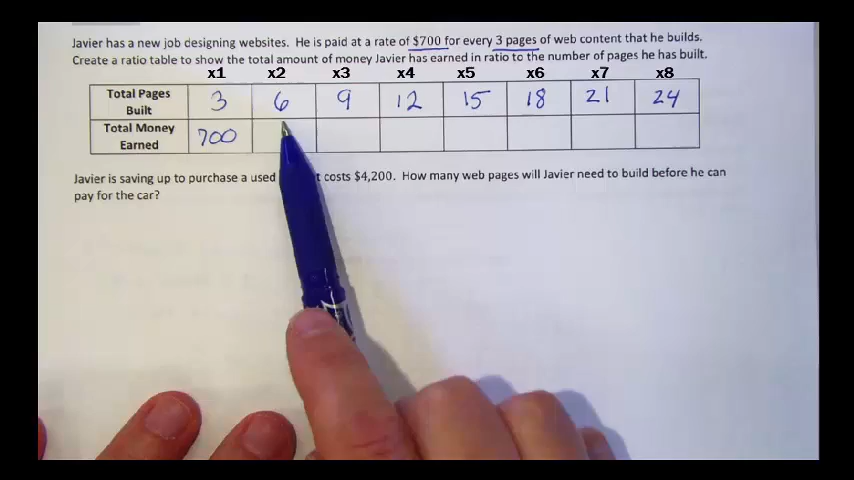 Javier has a new job designing websites. He is paid at a rate of $700 for every 3 pages of web content that he builds.
Create a ratio table to show the total amount of money Javier has earned in ratio to the number of pages he has built.
x1 x2 x3 x4 x5 x6 x7 x8
Total Pages Built 3 6 9 12 15 18 21 24
Total Money Earned 700
Javier is saving up to purchase a used t costs $4,200. How many web pages will Javier need to build before he can
pay for the car?